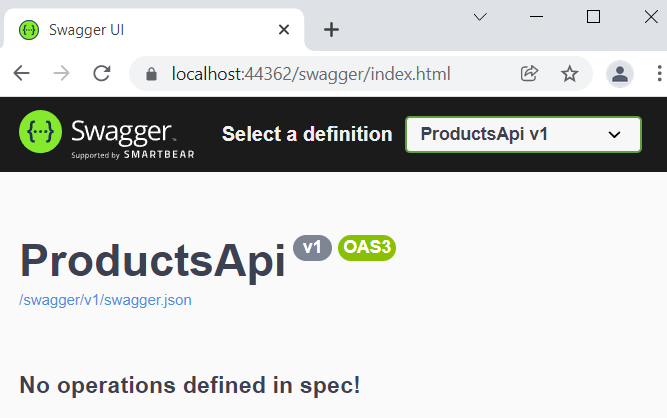 Swagger UI
localhost:44362/swagger/index.html
Swagger
Supported by SMARTBEAR
Select a definition
ProductsApi v1
ProductsApi v1 OAS3
/swagger/v1/swagger.json
No operations defined in spec!